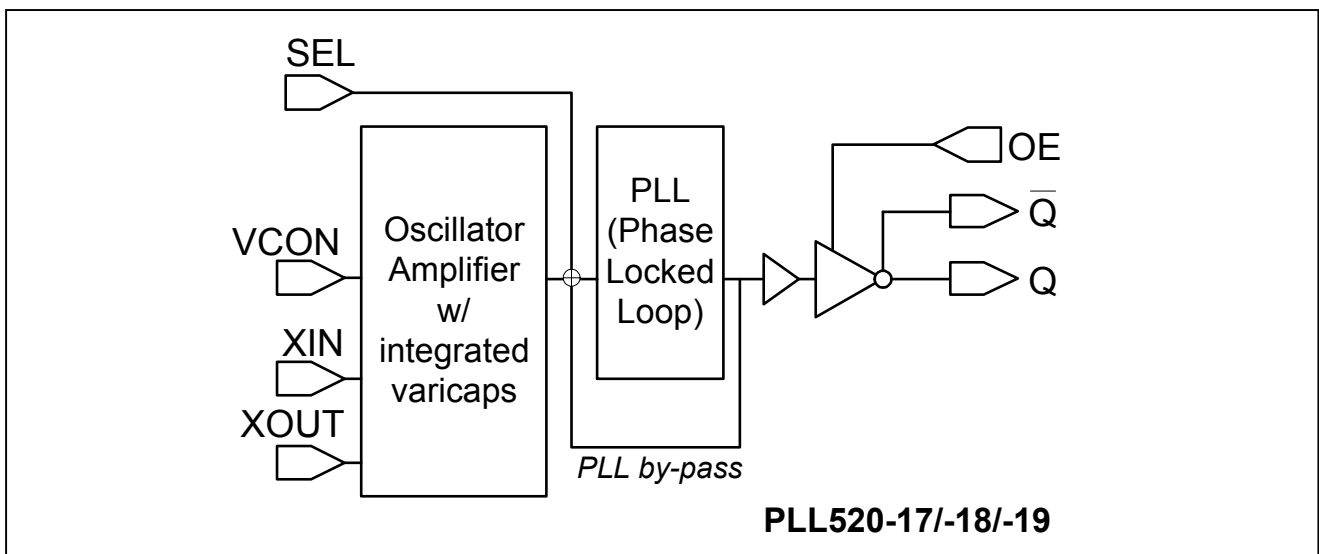 SEL
VCON
XIN
XOUT
Oscillator
Amplifier
w/
integrated
varicaps
PLL
(Phase
Locked
Loop)
PLL by-pass
OE
Q̅
Q
PLL520-17/-18/-19